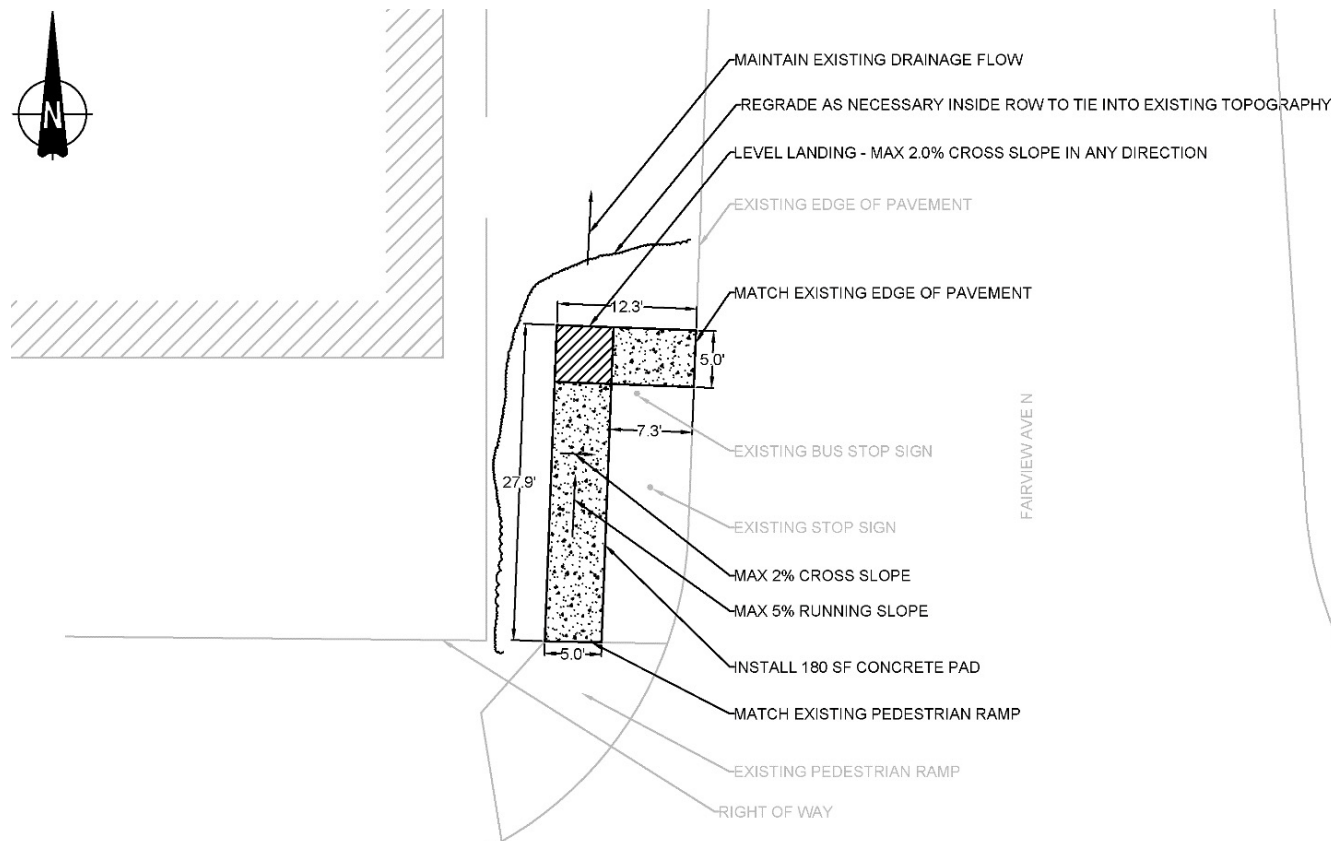 MAINTAIN EXISTING DRAINAGE FLOW
N
REGRADE AS NECESSARY INSIDE ROW TO TIE INTO EXISTING TOPOGRAPHY
LEVEL LANDING - MAX 2.0% CROSS SLOPE IN ANY DIRECTION
EXISTING EDGE OF PAVEMENT
MATCH EXISTING EDGE OF PAVEMENT
12.3'
5.0'
7.3'
EXISTING BUS STOP SIGN
FAIRVIEW AVE N
27.9'
EXISTING STOP SIGN
MAX 2% CROSS SLOPE
MAX 5% RUNNING SLOPE
5.0'
INSTALL 180 SF CONCRETE PAD
MATCH EXISTING PEDESTRIAN RAMP
EXISTING PEDESTRIAN RAMP
RIGHT OF WAY